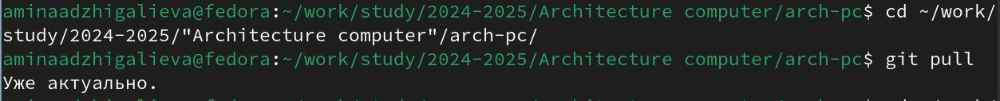 aminaadzhigalieva@fedora:~/work/study/2024-2025/Architecture computer/arch-pc$ cd ~/work/
study/2024-2025/"Architecture computer"/arch-pc/
aminaadzhigalieva@fedora:~/work/study/2024-2025/Architecture computer/arch-pc$ git pull
Уже актуально.